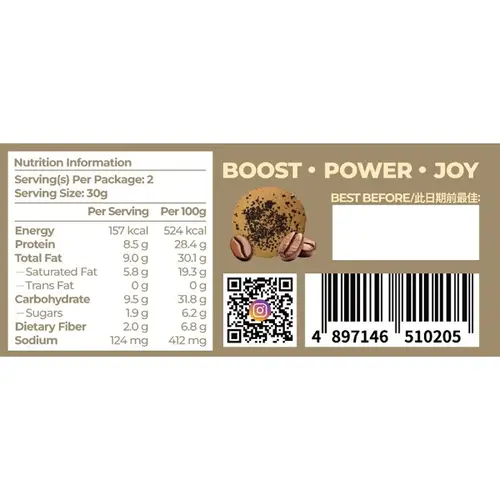 Nutrition Information
Serving(s) Per Package: 2
Serving Size: 30g
Per Serving Per 100g
Energy 157 kcal 524 kcal
Protein 8.5 g 28.4 g
Total Fat 9.0 g 30.1 g
—Saturated Fat 5.8 g 19.3 g
—Trans Fat 0 g 0 g
Carbohydrate 9.5 g 31.8 g
—Sugars 1.9 g 6.2 g
Dietary Fiber 2.0 g 6.8 g
Sodium 124 mg 412 mg
BOOST • POWER • JOY
BEST BEFORE/此日期前最佳:
4 897146 510205